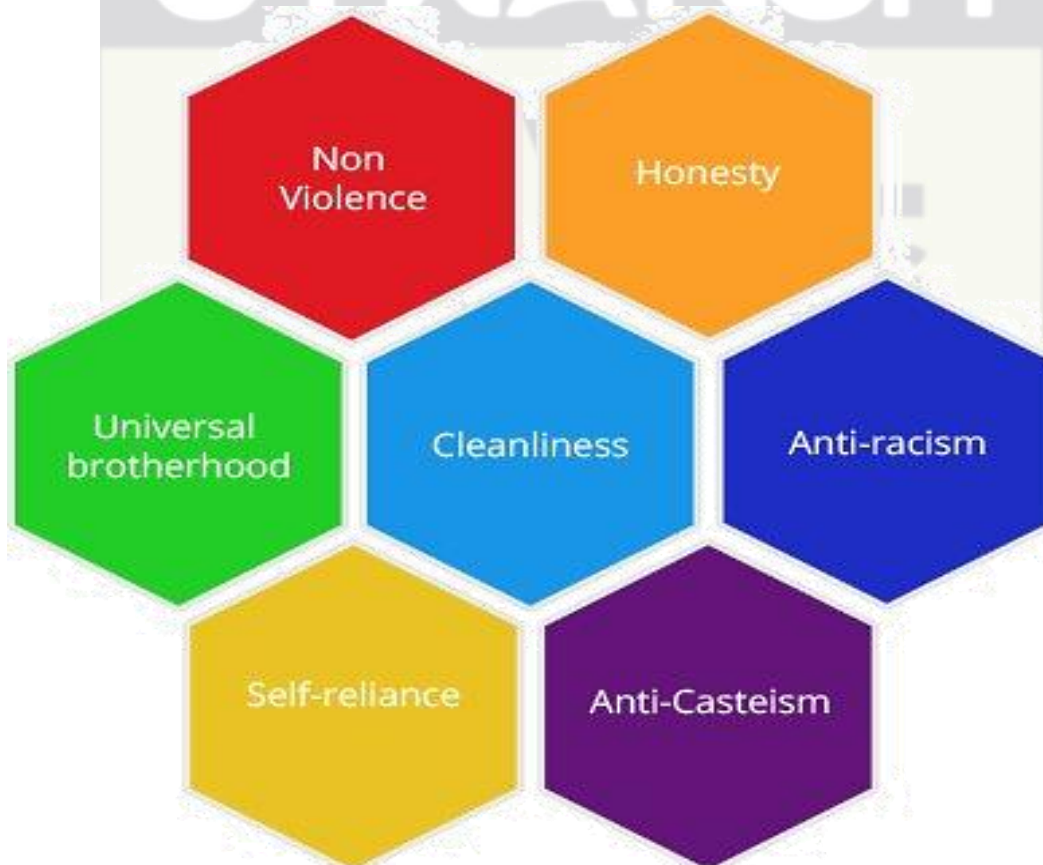 Non
Violence
Honesty
Universal
brotherhood
Cleanliness
Anti-racism
Self-reliance
Anti-Casteism